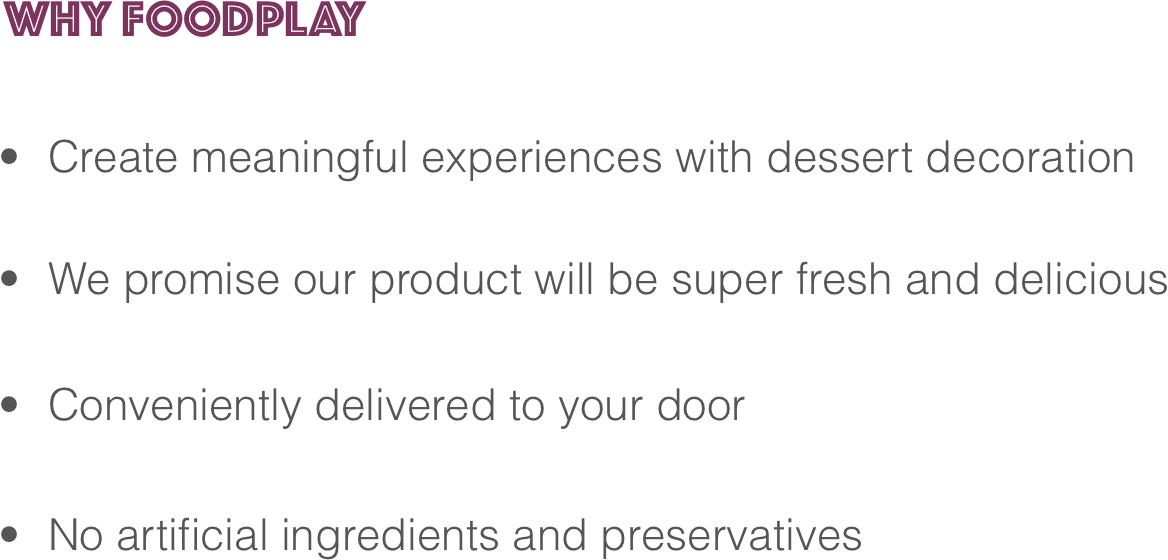 WHY FOODPLAY
• Create meaningful experiences with dessert decoration
• We promise our product will be super fresh and delicious
• Conveniently delivered to your door
• No artificial ingredients and preservatives